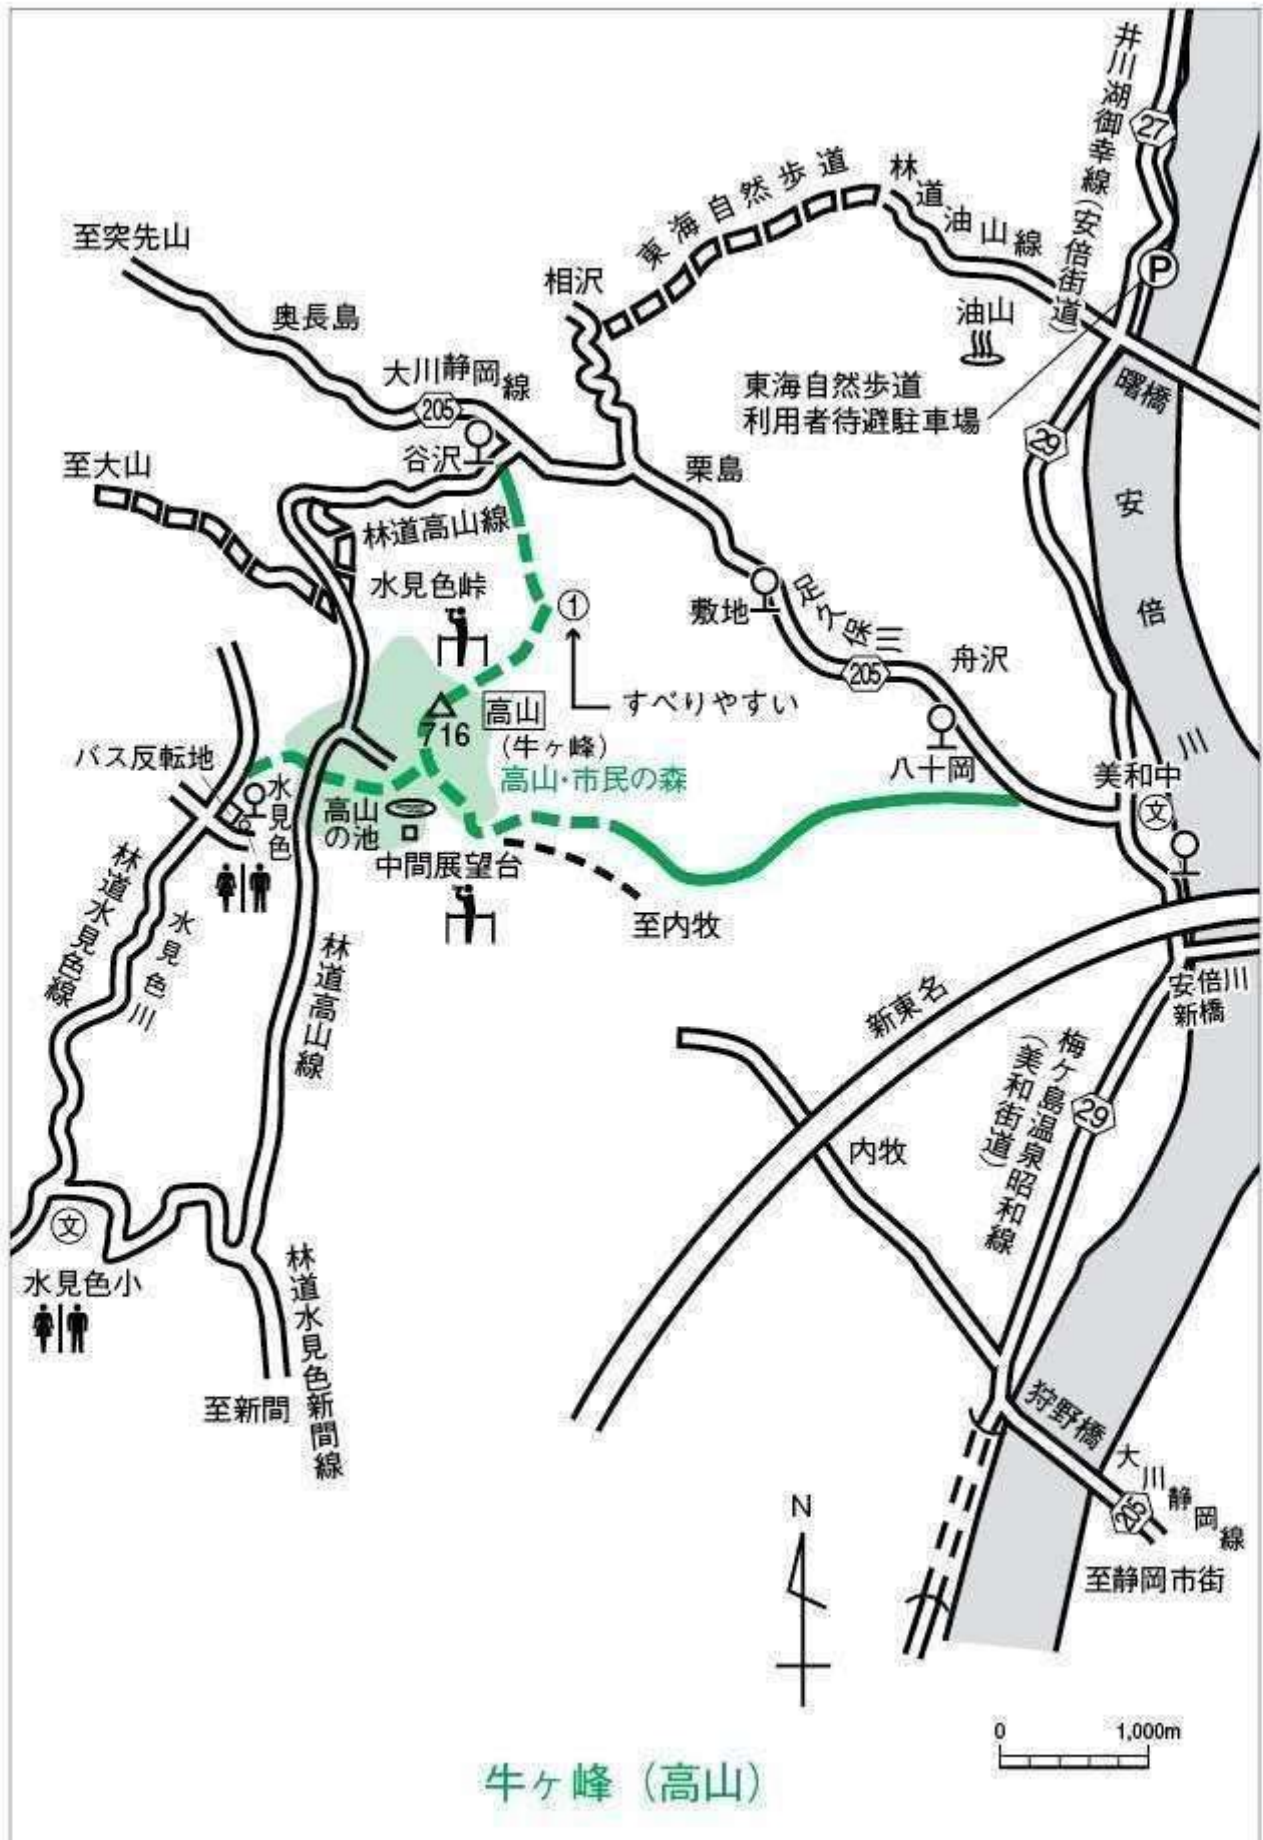 井川湖御幸線(安倍街道)
27
P
東海自然歩道
林道油山線
至突先山
相沢
油山
奥長島
大川静岡線
205
東海自然歩道
利用者待避駐車場
曙橋
29
谷沢
至大山
栗島
安倍川
林道高山線
水見色峠
①
敷地
足久保川
205
舟沢
すべりやすい
716
高山
(牛ヶ峰)
高山・市民の森
バス反転地
水見色
高山
の池
八十岡
美和中
文
中間展望台
至内牧
林道水見色線
水見色川
林道高山線
新東名
安倍川
新橋
梅ケ島温泉昭和線
(美和街道)
29
内牧
文
水見色小
林道水見色新間線
至新間
狩野橋
大川静岡線
205
至静岡市街
N
0 1,000m
牛ヶ峰(高山)